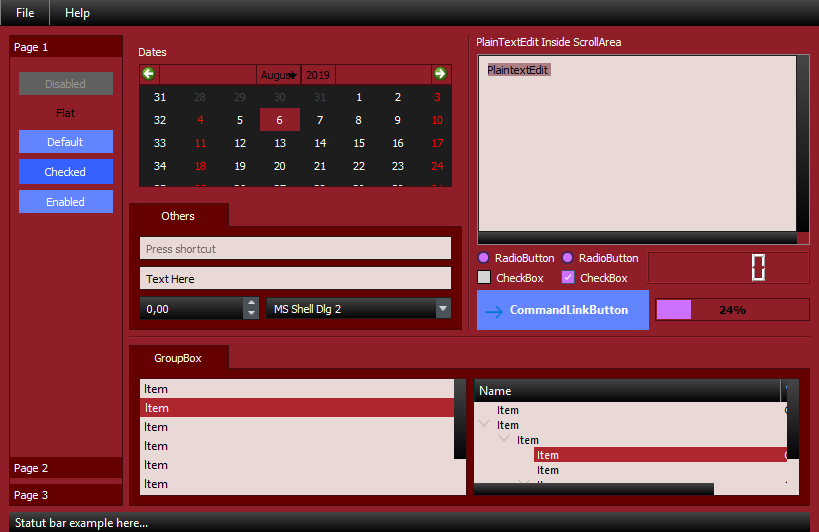 File Help
Page 1
Disabled
Flat
Default
Checked
Enabled
Page 2
Page 3
Dates
August 2019
31 28 29 30 31 1 2 3
32 4 5 6 7 8 9 10
33 11 12 13 14 15 16 17
34 18 19 20 21 22 23 24
Others
Press shortcut
Text Here
0,00 MS Shell Dlg 2
PlainTextEdit Inside ScrollArea
PlaintextEdit
RadioButton RadioButton
CheckBox CheckBox
0
CommandLinkButton 24%
GroupBox
Item
Item
Item
Item
Item
Item
Name
Item
Item
Item
Item
Item
Statut bar example here...